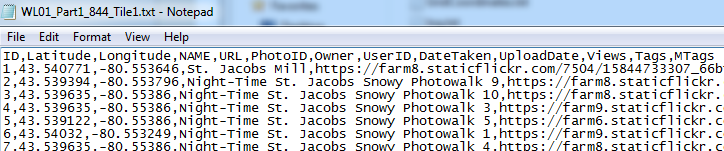 WL01_Part1_844_Tile1.txt - Notepad
File Edit Format View Help
ID,Latitude,Longitude,NAME,URL,PhotoID,Owner,UserID,DateTaken,UploadDate,Views,Tags,MTags
1,43.540771,-80.553646,St. Jacobs Mill,https://farm8.staticflickr.com/7504/15844733307_66b
2,43.539394,-80.553796,Night-Time St. Jacobs Snowy Photowalk 9,https://farm8.staticflickr.
3,43.539635,-80.55386,Night-Time St. Jacobs Snowy Photowalk 10,https://farm8.staticflickr.
4,43.539635,-80.55386,Night-Time St. Jacobs Snowy Photowalk 3,https://farm9.staticflickr.c
5,43.539122,-80.55386,Night-Time St. Jacobs Snowy Photowalk 5,https://farm6.staticflickr.c
6,43.54032,-80.553249,Night-Time St. Jacobs Snowy Photowalk 1,https://farm8.staticflickr.c
7,43.539635,-80.55386,Night-Time St. Jacobs Snowy Photowalk 4,https://farm9.staticflickr.c